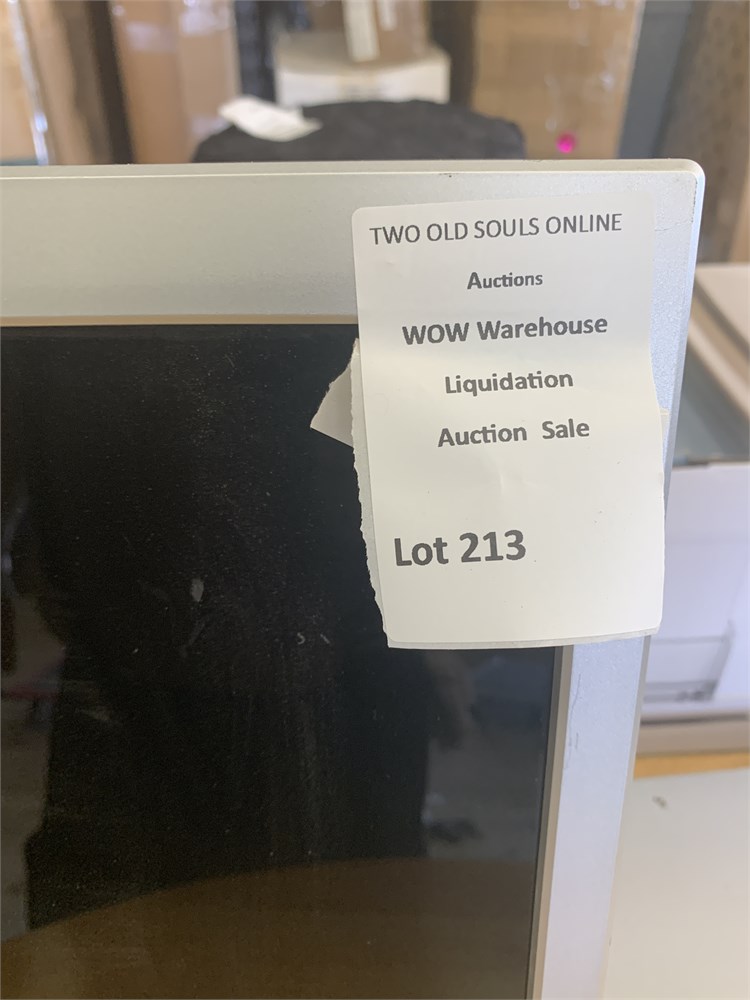 TWO OLD SOULS ONLINE
Auctions
WOW Warehouse
Liquidation
Auction Sale
Lot 213